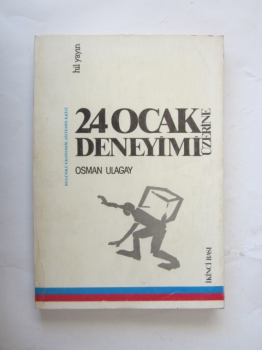 hil yayın
24 OCAK
DENEYİMİ
ÜZERİNE
OSMAN ULAGAY
İKİNCİ BASI